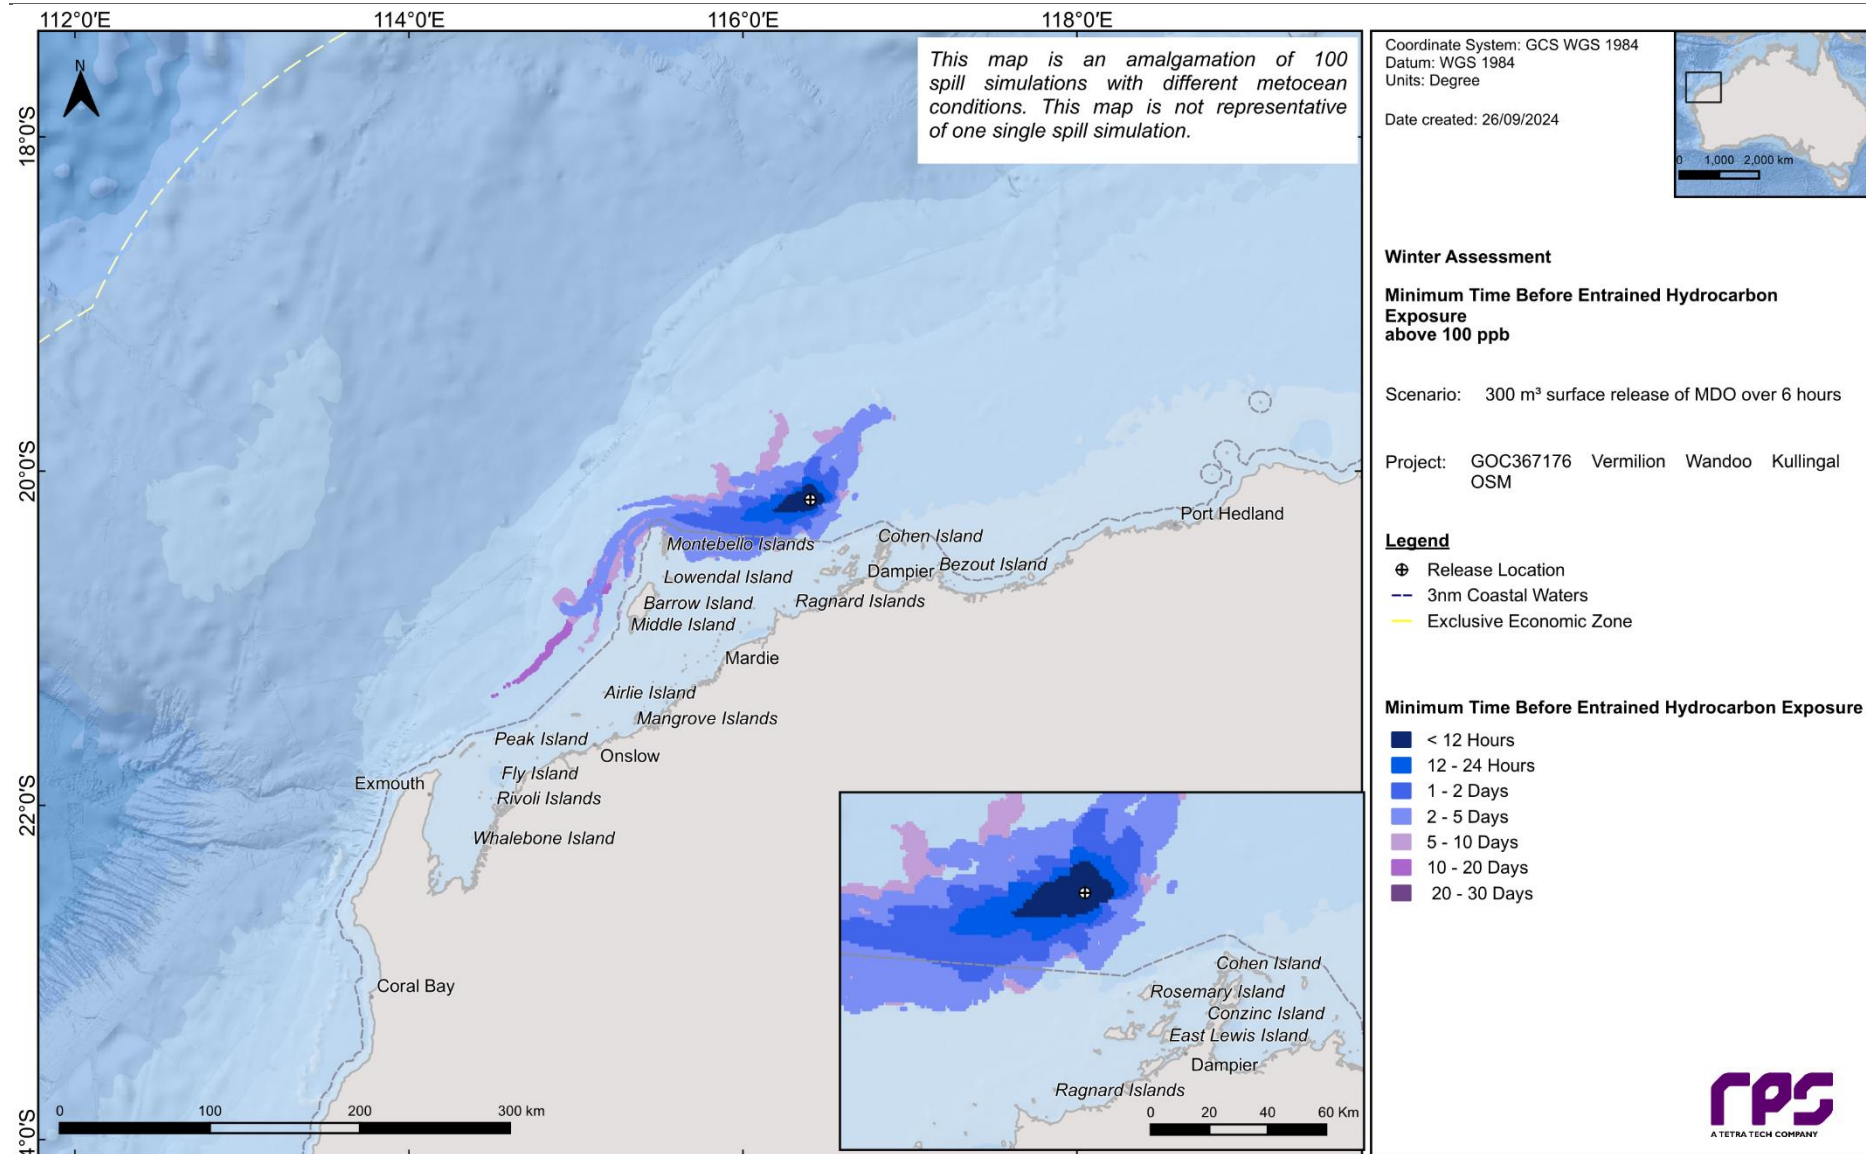 112°0'E
114°0'E
116°0'E
118°0'E
18°0'S
20°0'S
22°0'S
4°0'S
N
This map is an amalgamation of 100
spill simulations with different metocean
conditions. This map is not representative
of one single spill simulation.
Port Hedland
Cohen Island
Montebello Islands
Bezout Island
Dampier
Lowendal Island
Ragnard Islands
Barrow Island
Middle Island
Mardie
Airlie Island
Mangrove Islands
Peak Island
Onslow
Fly Island
Exmouth
Rivoli Islands
Whalebone Island
Coral Bay
0 100 200 300 km
Cohen Island
Rosemary Island
Conzinc Island
East Lewis Island
Dampier
Ragnard Islands
0 20 40 60 Km
Coordinate System: GCS WGS 1984
Datum: WGS 1984
Units: Degree
Date created: 26/09/2024
0 1,000 2,000 km
Winter Assessment
Minimum Time Before Entrained Hydrocarbon
Exposure
above 100 ppb
Scenario: 300 m³ surface release of MDO over 6 hours
Project: GOC367176 Vermilion Wandoo Kullingal
OSM
Legend
Release Location
3nm Coastal Waters
Exclusive Economic Zone
Minimum Time Before Entrained Hydrocarbon Exposure
< 12 Hours
12 - 24 Hours
1 - 2 Days
2 - 5 Days
5 - 10 Days
10 - 20 Days
20 - 30 Days
rps
A TETRA TECH COMPANY